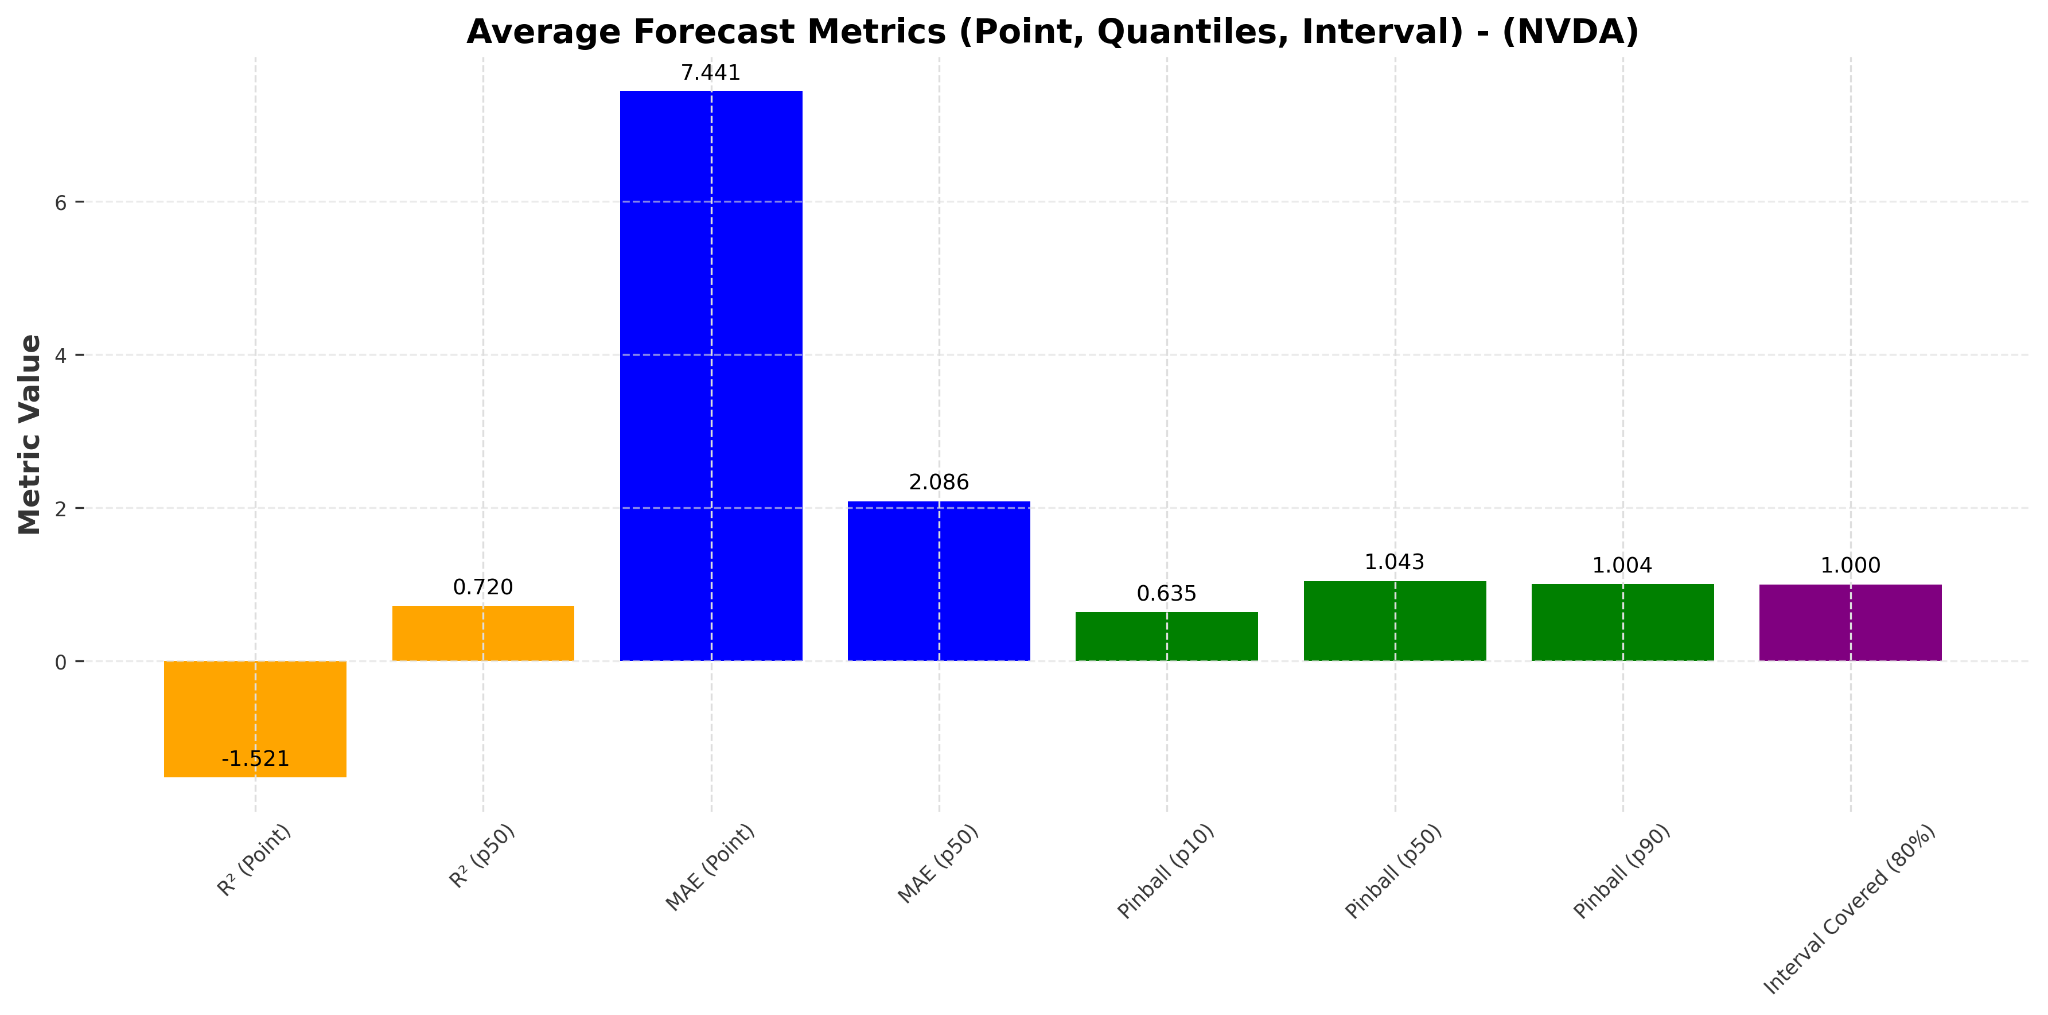 Average Forecast Metrics (Point, Quantiles, Interval) - (NVDA)
Metric Value
6
4
2
0
-1.521
0.720
7.441
2.086
0.635
1.043
1.004
1.000
R² (Point)
R² (p50)
MAE (Point)
MAE (p50)
Pinball (p10)
Pinball (p50)
Pinball (p90)
Interval Covered (80%)